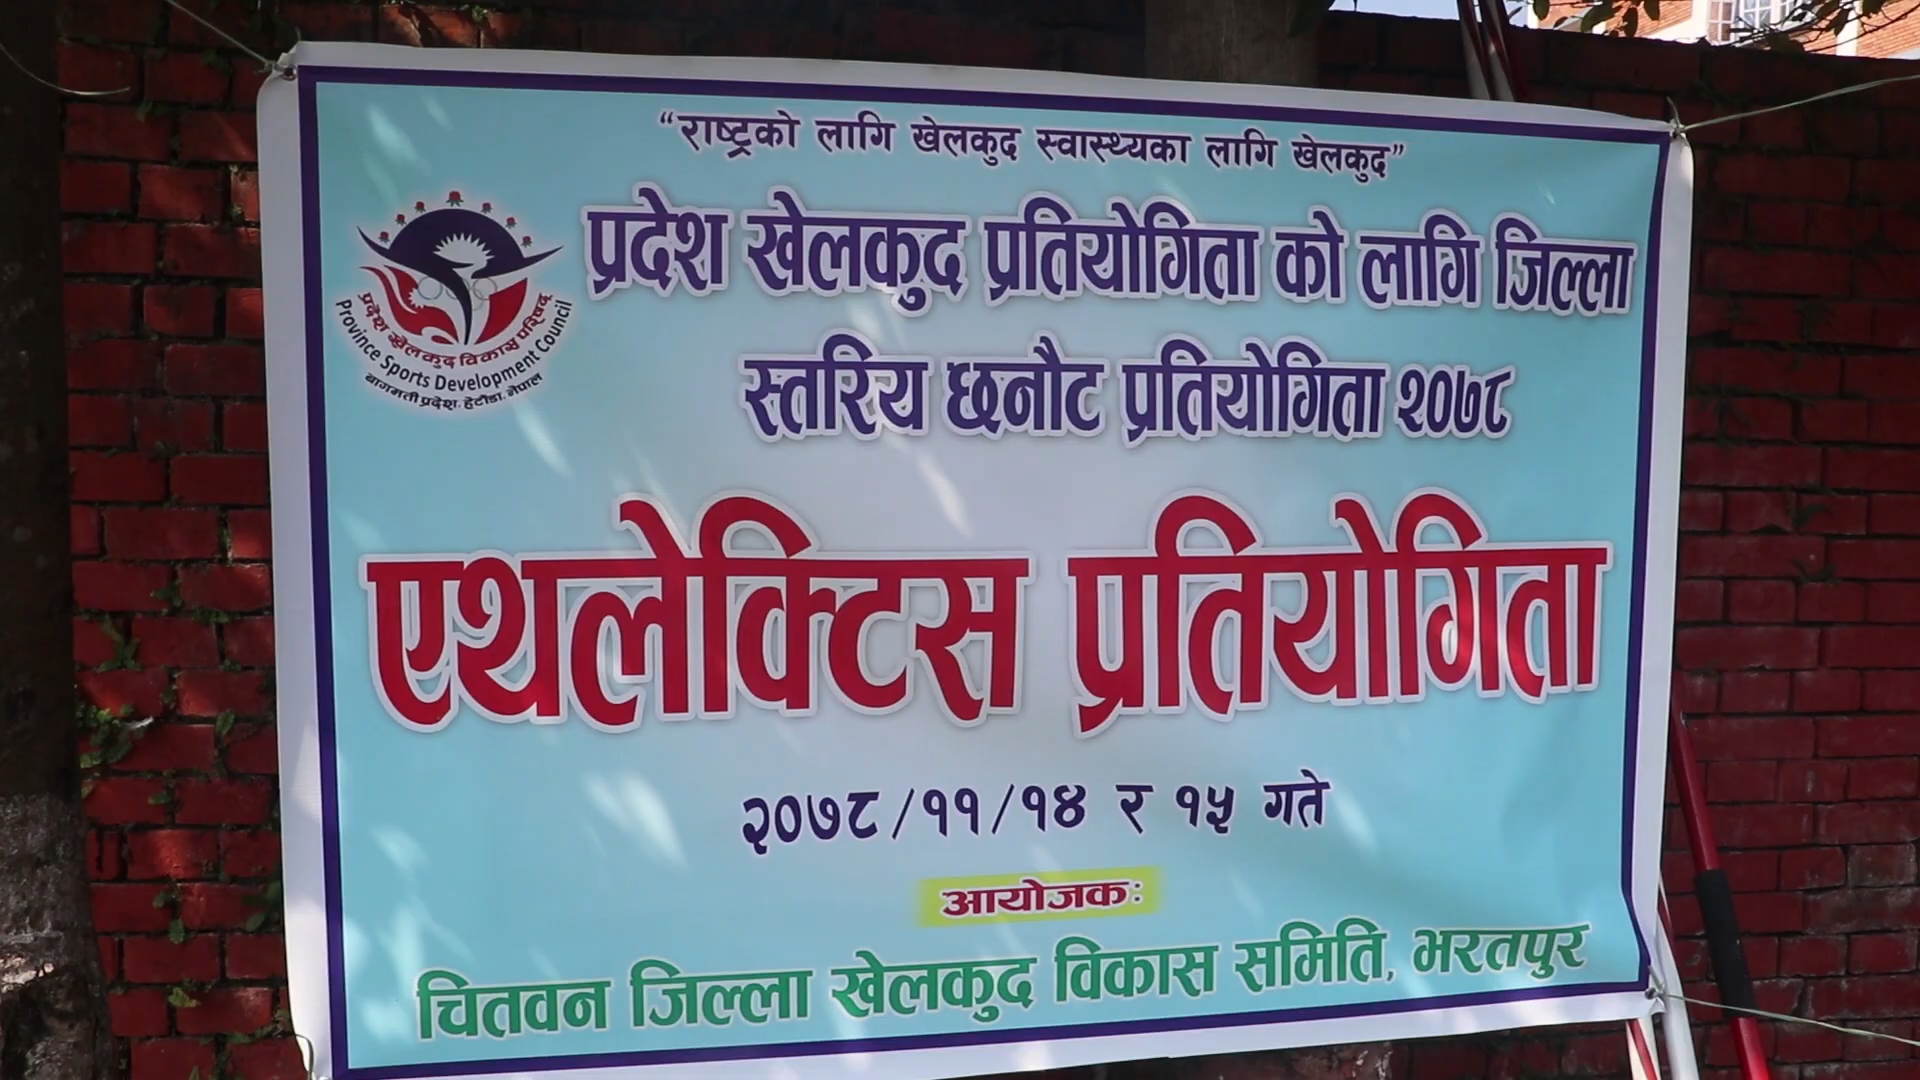 “राष्ट्रको लागि खेलकुद स्वास्थ्यका लागि खेलकुद”
प्रदेश खेलकुद प्रतियोगिता को लागि जिल्ला
स्तरिय छनौट प्रतियोगिता २०७८
प्रदेश खेलकुद विकास परिषद्
Province Sports Development Council
बागमती प्रदेश, हेटौडा, नेपाल
एथलेक्टिस प्रतियोगिता
२०७८/११/१४ र १५ गते
आयोजकः
चितवन जिल्ला खेलकुद विकास समिति, भरतपुर